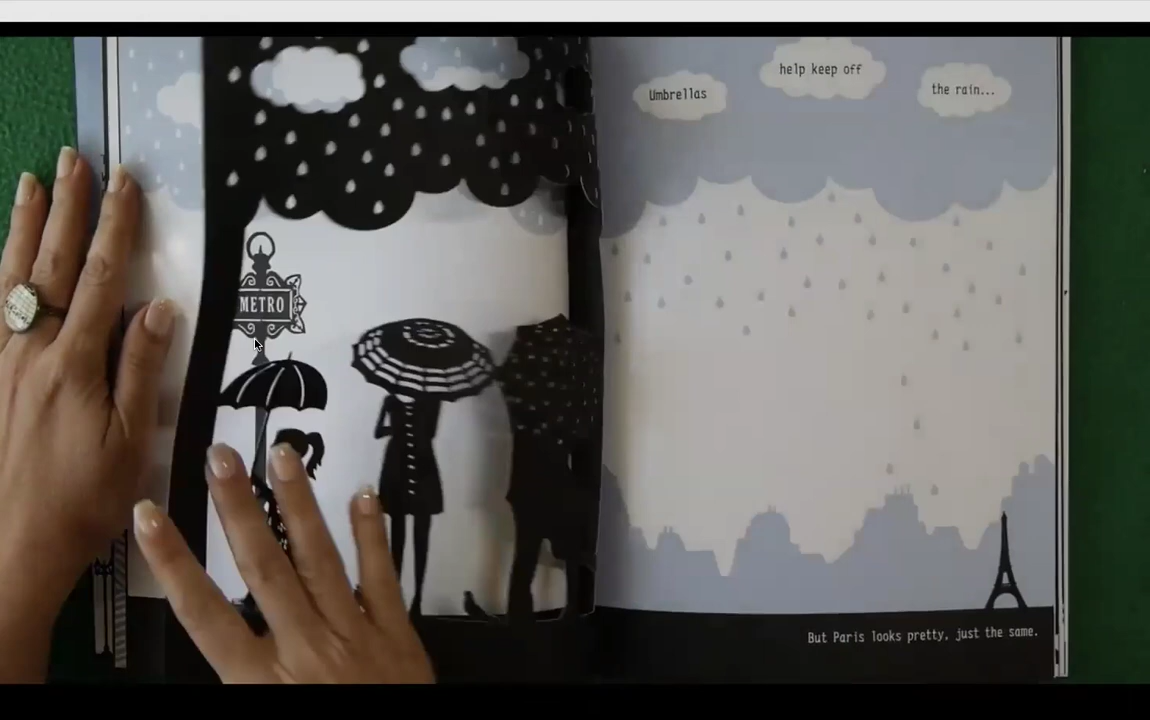 METRO
Umbrellas
help keep off
the rain...
But Paris looks pretty, just the same.